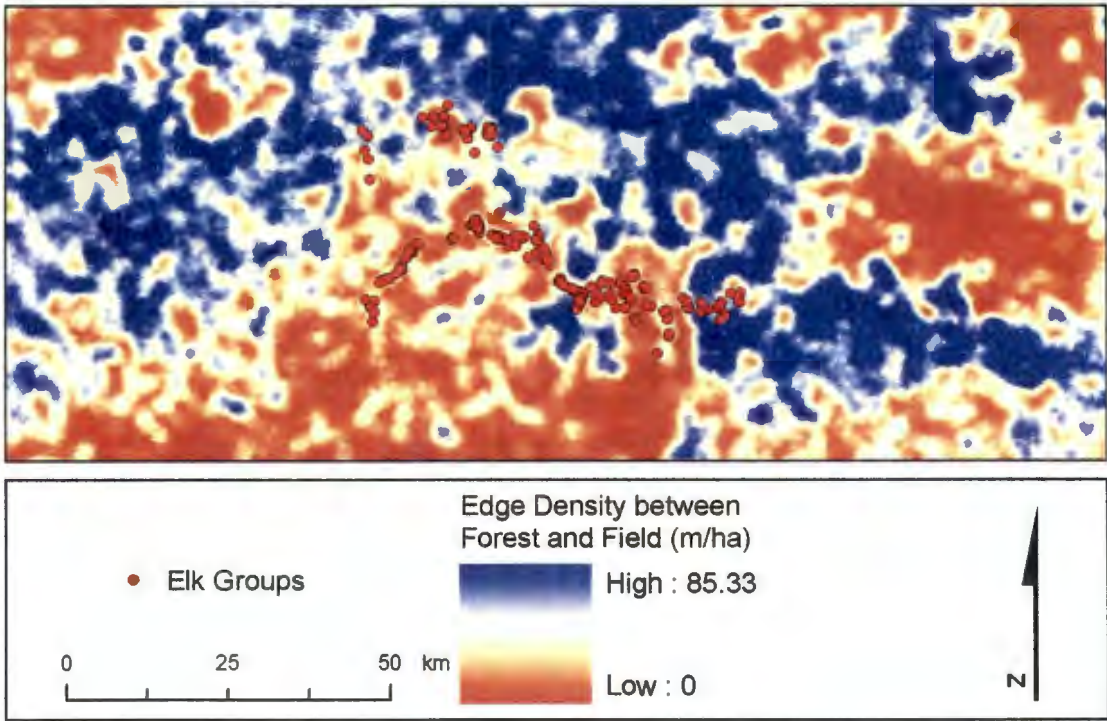 Edge Density between
Forest and Field (m/ha)
Elk Groups
High : 85.33
0 25 50 km
Low : 0
N